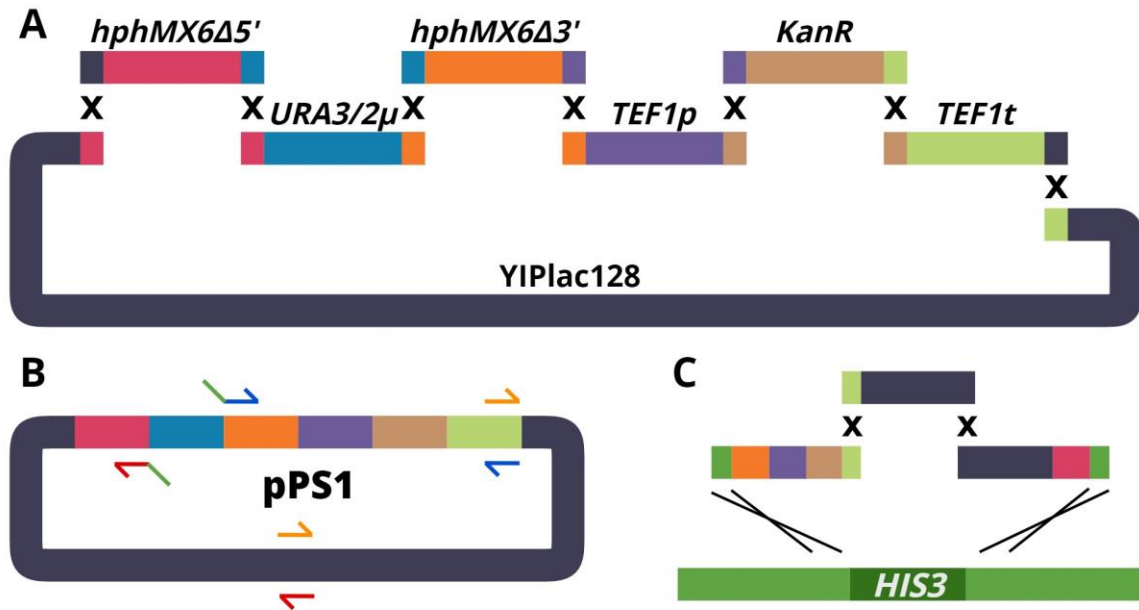 A
hphMX6Δ5' hphMX6Δ3' KanR
X X X X X X
URA3/2μ TEF1p TEF1t
X
YIPlac128
B
pPS1
C
X X
HIS3